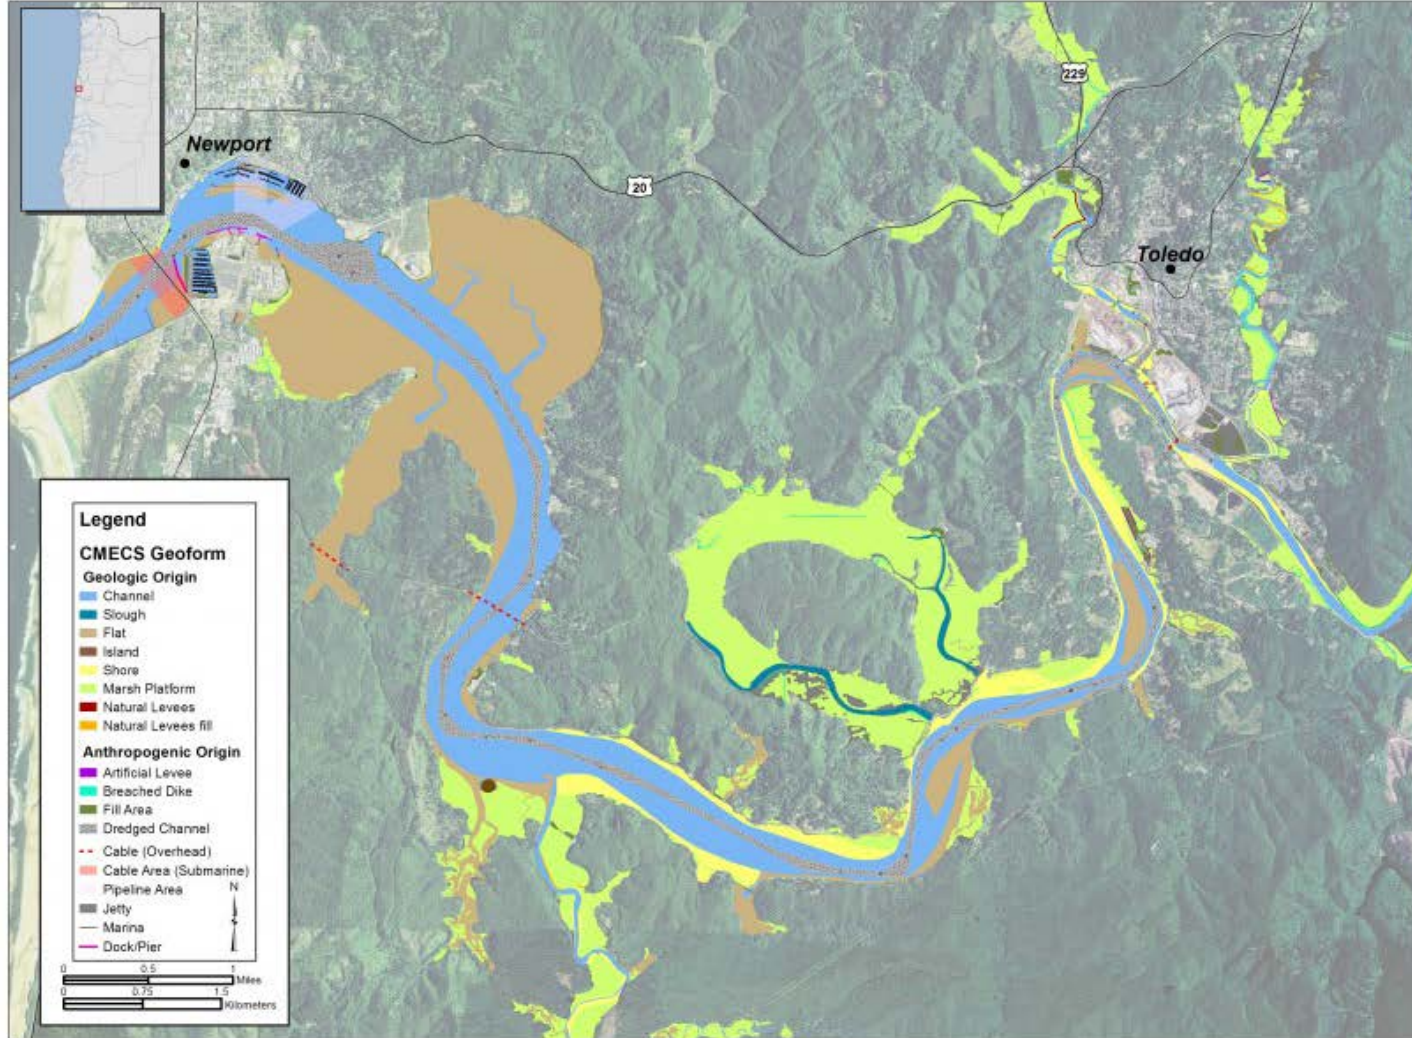 229
Newport
20
Toledo
Legend
CMECS Geoform
Geologic Origin
Channel
Slough
Flat
Island
Shore
Marsh Platform
Natural Levees
Natural Levees fill
Anthropogenic Origin
Artificial Levee
Breached Dike
Fill Area
Dredged Channel
Cable (Overhead)
Cable Area (Submarine)
Pipeline Area
N
Jetty
Marina
Dock/Pier
0 0.5 1
Miles
0 0.75 1.5
Kilometers